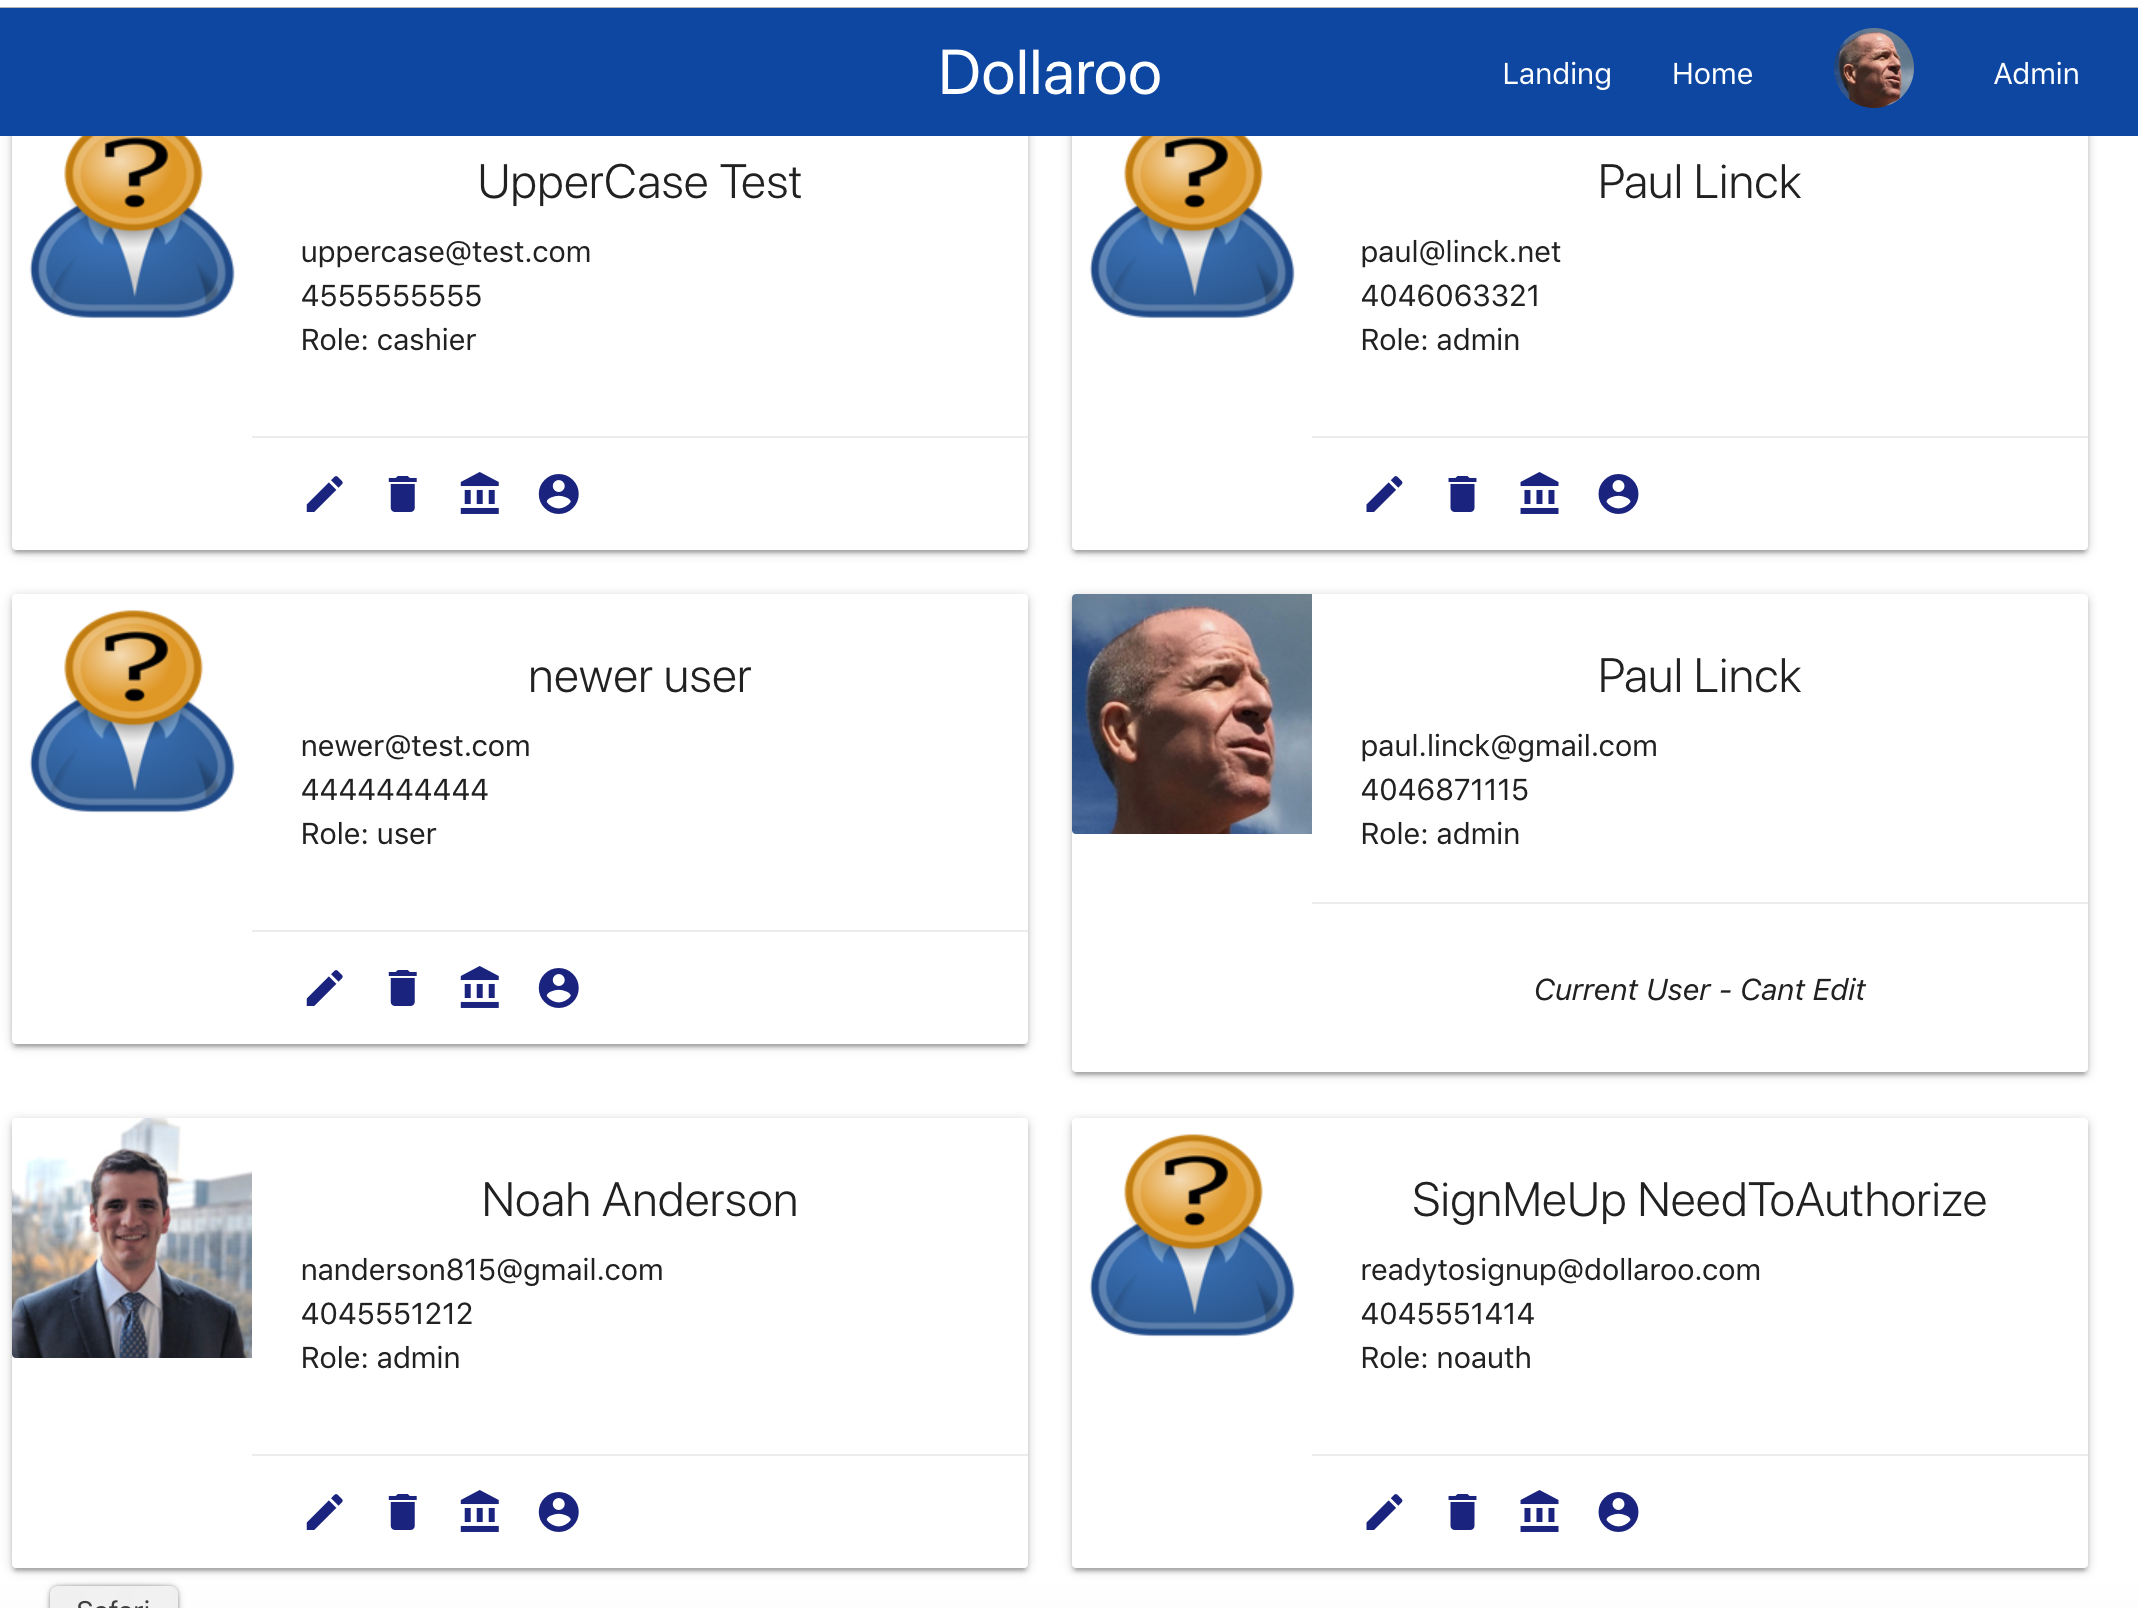 Dollaroo
Landing
Home
Admin
UpperCase Test
uppercase@test.com
4555555555
Role: cashier
Paul Linck
paul@linck.net
4046063321
Role: admin
newer user
newer@test.com
4444444444
Role: user
Paul Linck
paul.linck@gmail.com
4046871115
Role: admin
Current User - Cant Edit
Noah Anderson
nanderson815@gmail.com
4045551212
Role: admin
SignMeUp NeedToAuthorize
readytosignup@dollaroo.com
4045551414
Role: noauth
Safari